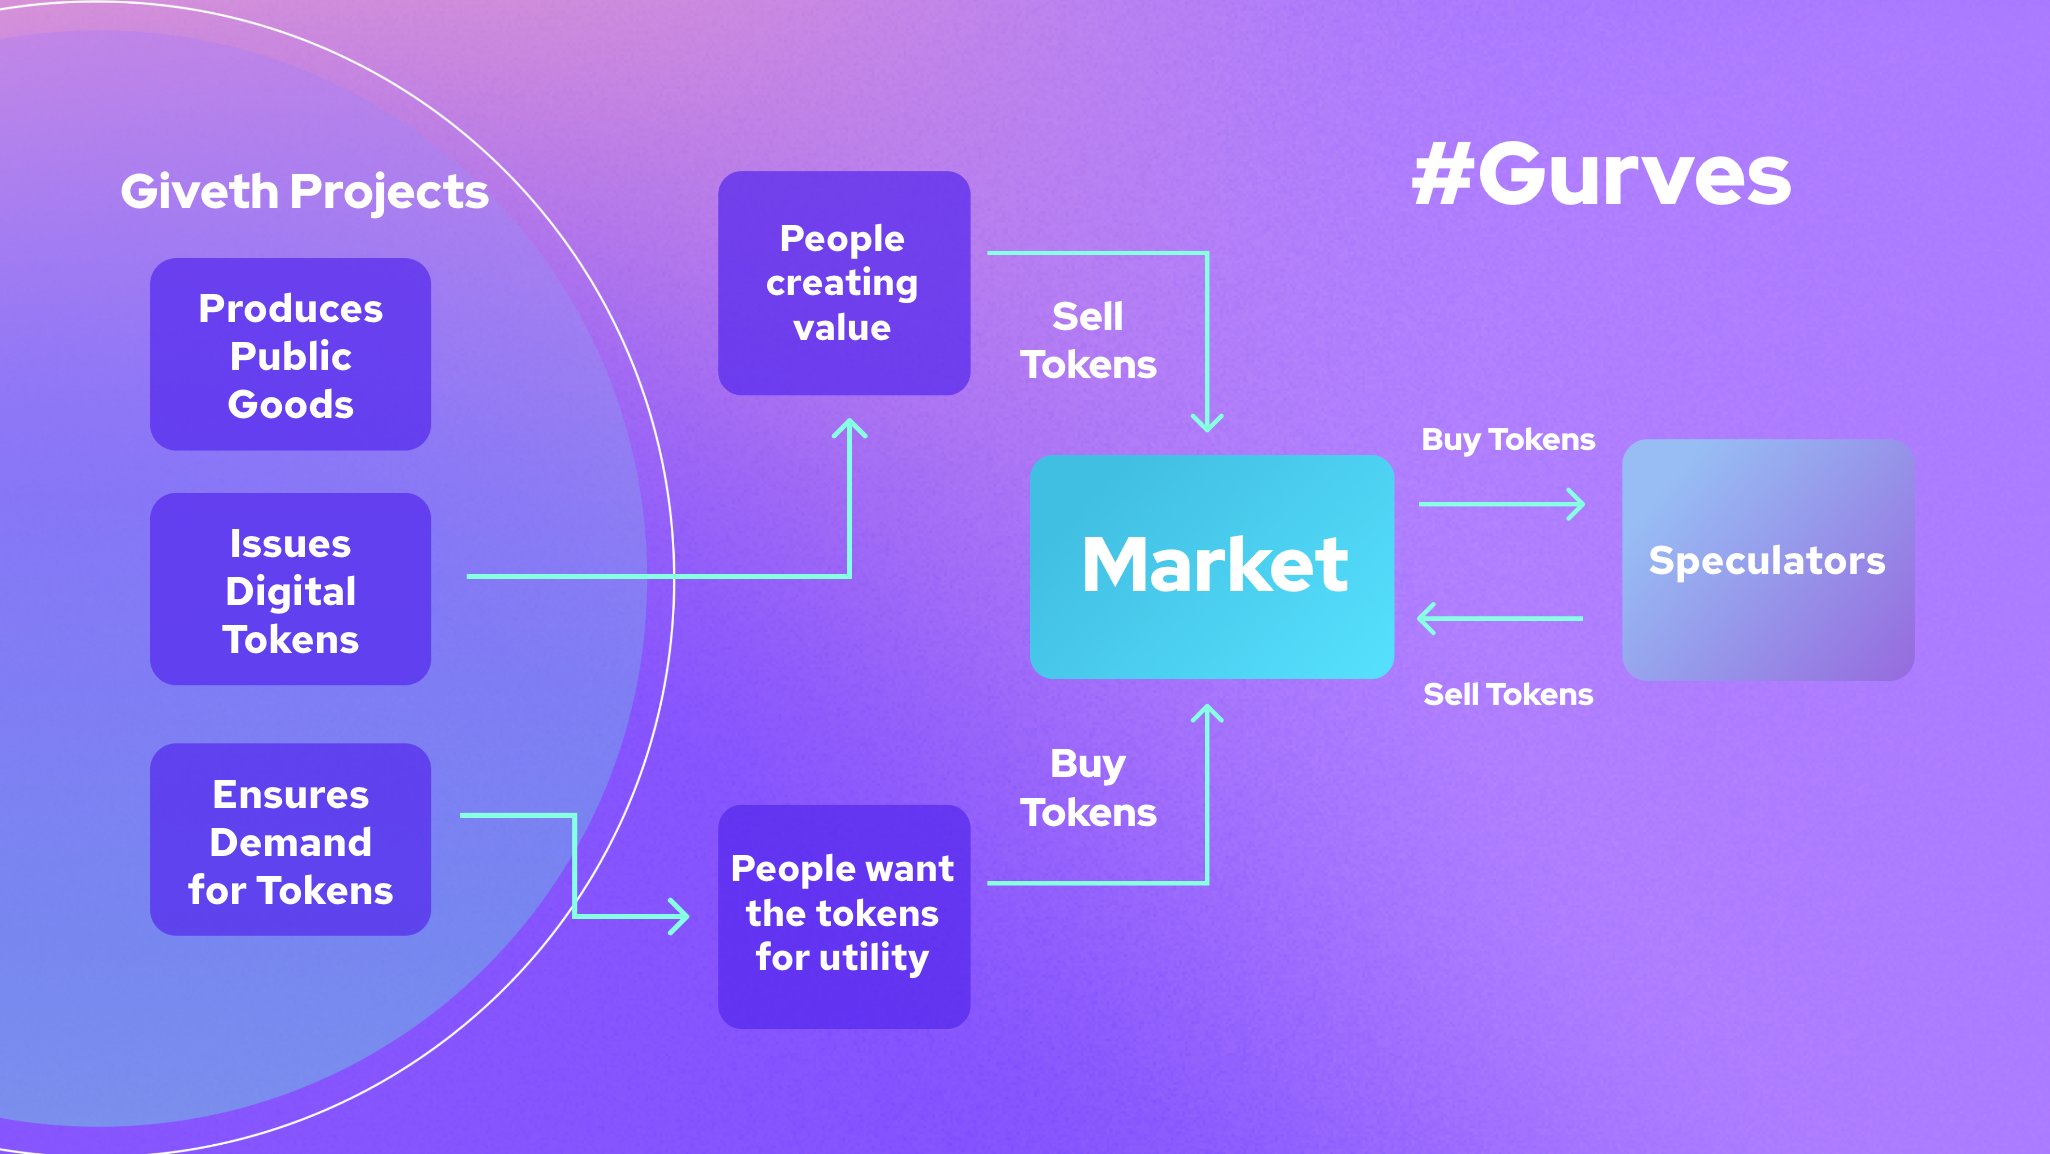 Giveth Projects
Produces
Public
Goods
Issues
Digital
Tokens
Ensures
Demand
for Tokens
People
creating
value
People want
the tokens
for utility
Sell
Tokens
Buy
Tokens
Market
#Gurves
Buy Tokens
Sell Tokens
Speculators